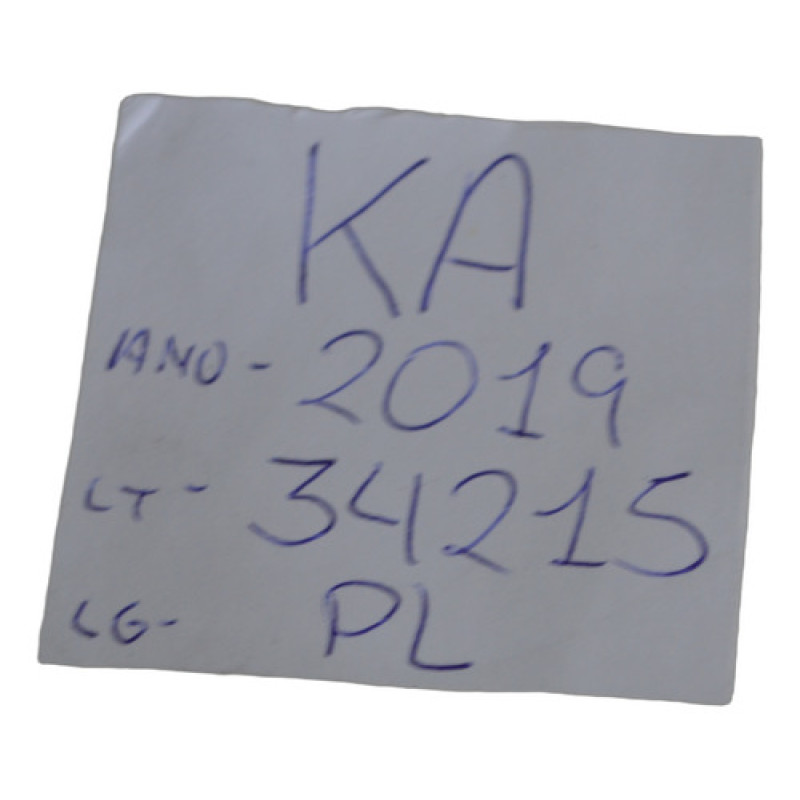 KA
ANO - 2019
LT - 34215
LG - PL